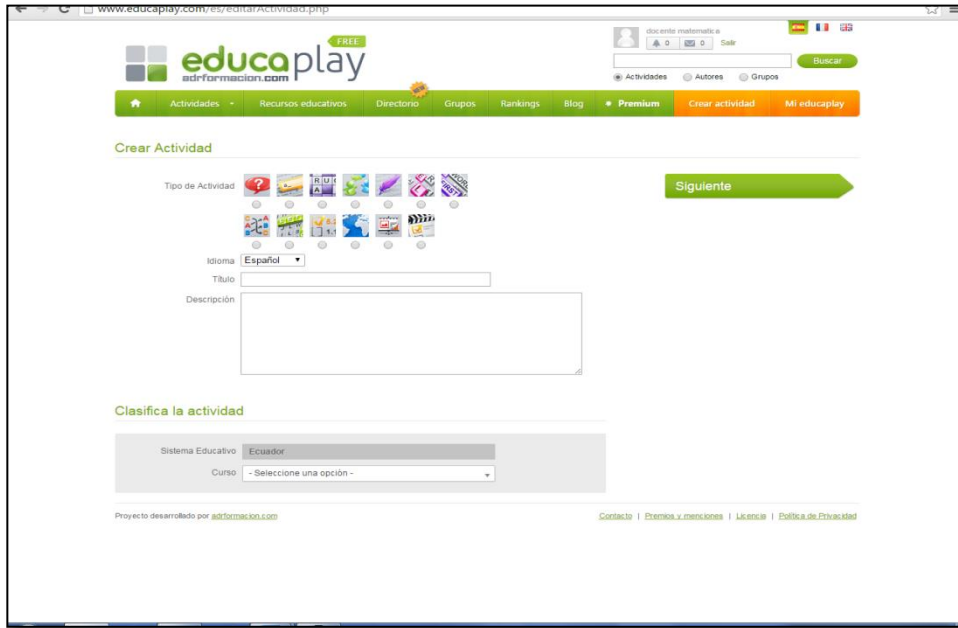 www.educaplay.com/es/editarActividad.php
FREE
educaplay
adrformacion.com
docente matematica
0 0 Salir
Buscar
Actividades Autores Grupos
NEW
Actividades Recursos educativos Directorio Grupos Rankings Blog Premium Crear actividad Mi educaplay
Crear Actividad
Tipo de Actividad
Siguiente
Idioma Español
Título
Descripción
Clasifica la actividad
Sistema Educativo Ecuador
Curso - Seleccione una opción -
Proyecto desarrollado por adrformacion.com
Contacto | Premios y menciones | Licencia | Política de Privacidad